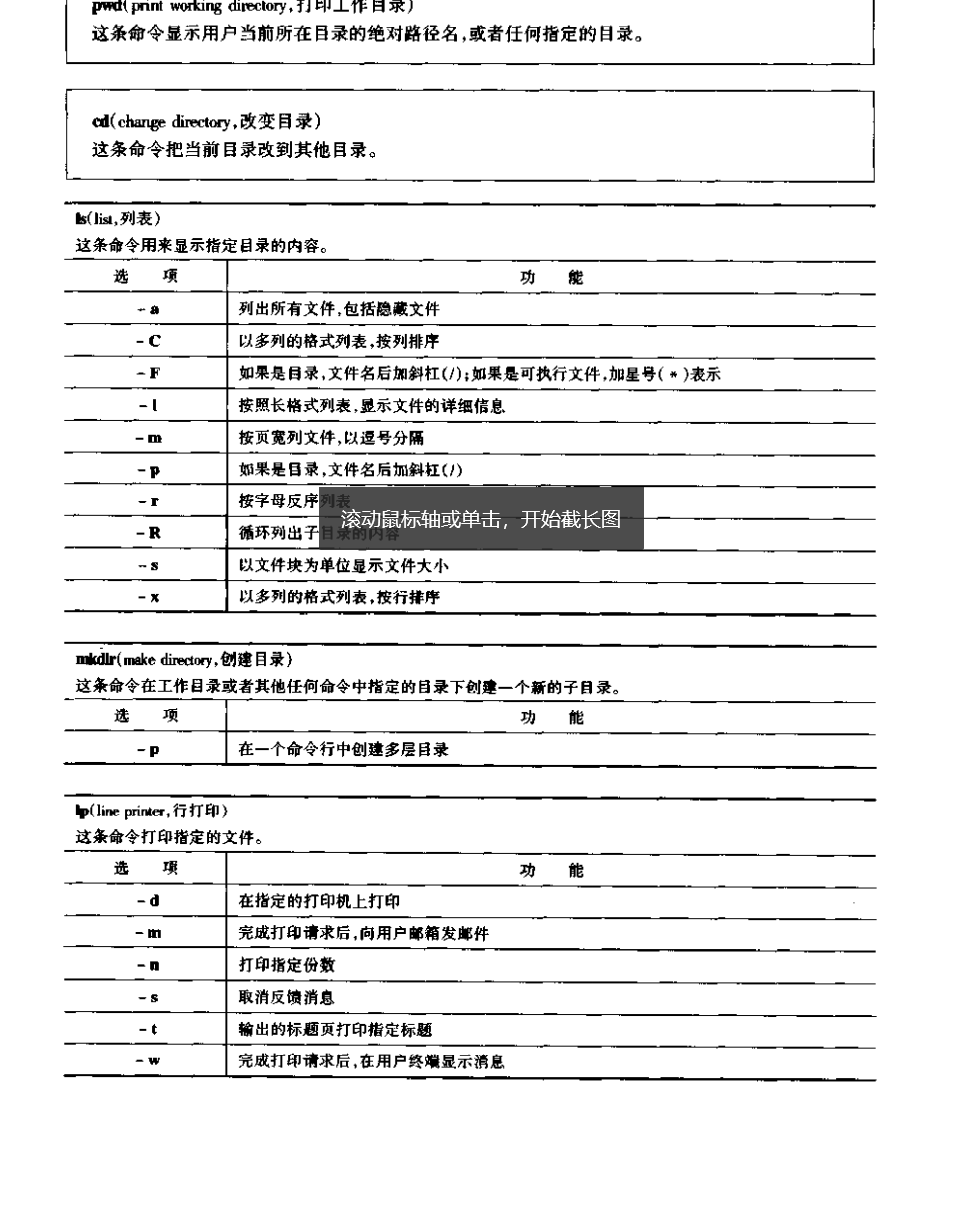 pwd(print working directory,打印工作目录)
这条命令显示用户当前所在目录的绝对路径名,或者任何指定的目录。
cd(change directory,改变目录)
这条命令把当前目录改到其他目录。
ls(list,列表)
这条命令用来显示指定目录的内容。
选 项 功 能
-a 列出所有文件,包括隐藏文件
-C 以多列的格式列表,按列排序
-F 如果是目录,文件名后加斜杠(/);如果是可执行文件,加星号(*)表示
-l 按照长格式列表,显示文件的详细信息
-m 按页宽列文件,以逗号分隔
-p 如果是目录,文件名后加斜杠(/)
-r 按字母反序列表
滚动鼠标轴或单击，开始截长图
-R 循环列出子目录的内容
-s 以文件块为单位显示文件大小
-x 以多列的格式列表,按行排序
mkdir(make directory,创建目录)
这条命令在工作目录或者其他任何命令中指定的目录下创建一个新的子目录。
选 项 功 能
-p 在一个命令行中创建多层目录
lp(line printer,行打印)
这条命令打印指定的文件。
选 项 功 能
-d 在指定的打印机上打印
-m 完成打印请求后,向用户邮箱发邮件
-n 打印指定份数
-s 取消反馈消息
-t 输出的标题页打印指定标题
-w 完成打印请求后,在用户终端显示消息